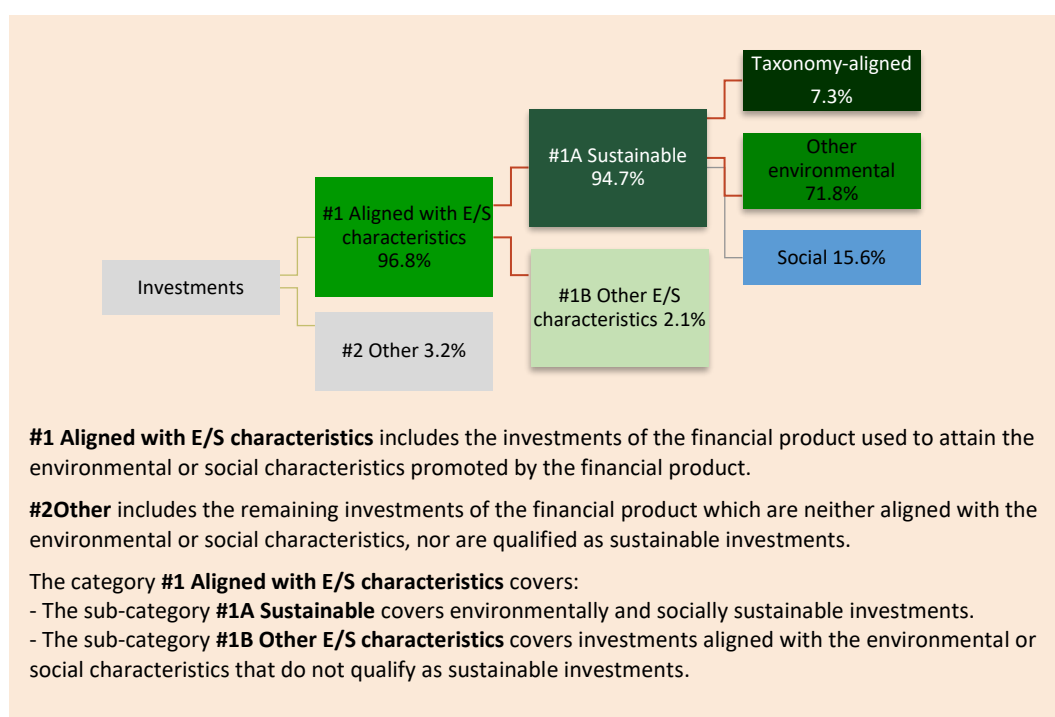 Taxonomy-aligned
7.3%
#1A Sustainable
94.7%
Other
environmental
71.8%
#1 Aligned with E/S
characteristics
96.8%
Social 15.6%
Investments
#1B Other E/S
characteristics 2.1%
#2 Other 3.2%
#1 Aligned with E/S characteristics includes the investments of the financial product used to attain the
environmental or social characteristics promoted by the financial product.
#2Other includes the remaining investments of the financial product which are neither aligned with the
environmental or social characteristics, nor are qualified as sustainable investments.
The category #1 Aligned with E/S characteristics covers:
- The sub-category #1A Sustainable covers environmentally and socially sustainable investments.
- The sub-category #1B Other E/S characteristics covers investments aligned with the environmental or
social characteristics that do not qualify as sustainable investments.